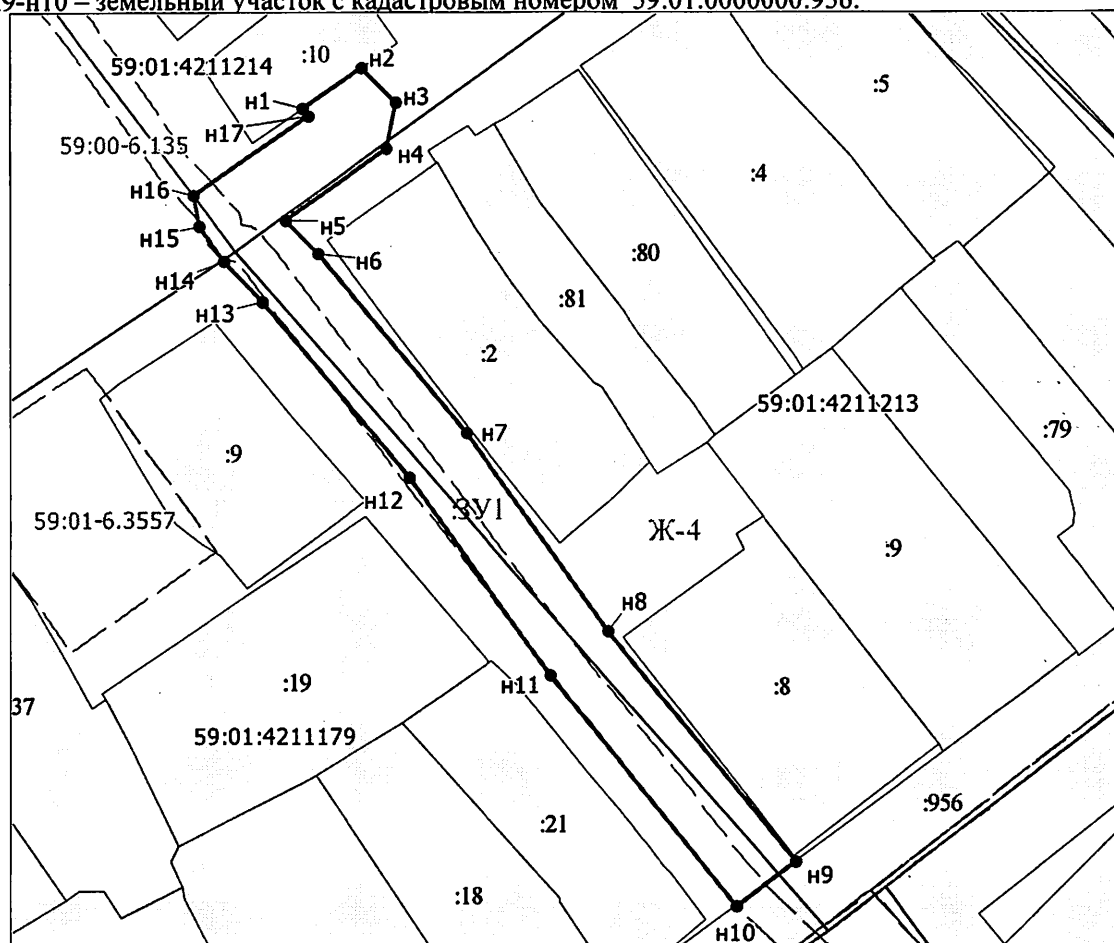 9-н10 – земельный участок с кадастровым номером 59:01:0000000:956.
:10
59:01:4211214
н2
н1
н3
н17
:5
59:00-6.135
н4
:4
н16
н5
н15
:80
н6
н14
:81
н13
:2
59:01:4211213
:79
н7
:9
н12
:ЗУ1
59:01-6.3557
Ж-4
:9
н8
н11
:19
:8
37
59:01:4211179
:956
:21
н9
:18
н10